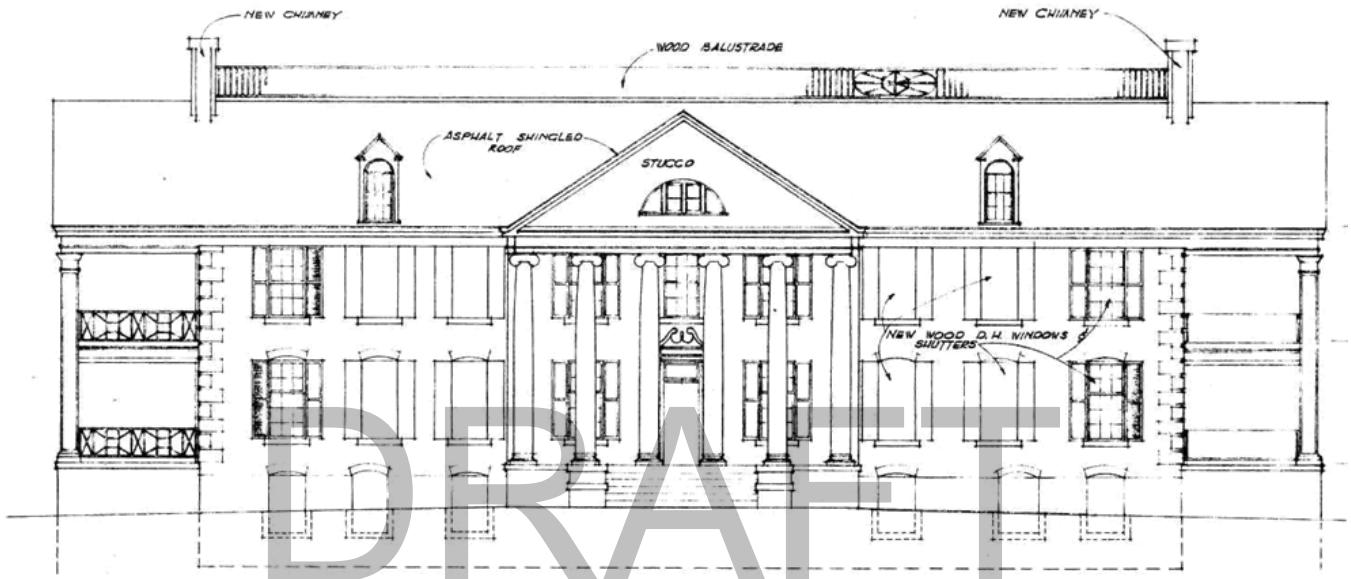 NEW CHIMNEY
NEW CHIMNEY
WOOD BALUSTRADE
ASPHALT SHINGLED
ROOF
STUCCO
NEW WOOD D.H. WINDOWS &
SHUTTERS
DRAFT